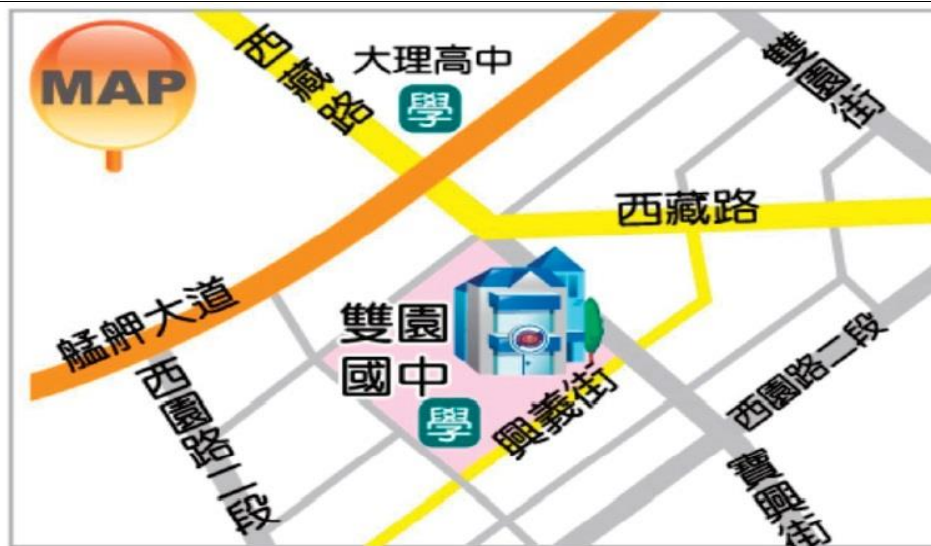 MAP
西藏路
大理高中
學
雙園街
西藏路
艋舺大道
雙園
國中
學
興義街
西園路二段
西園路二段
寶興街